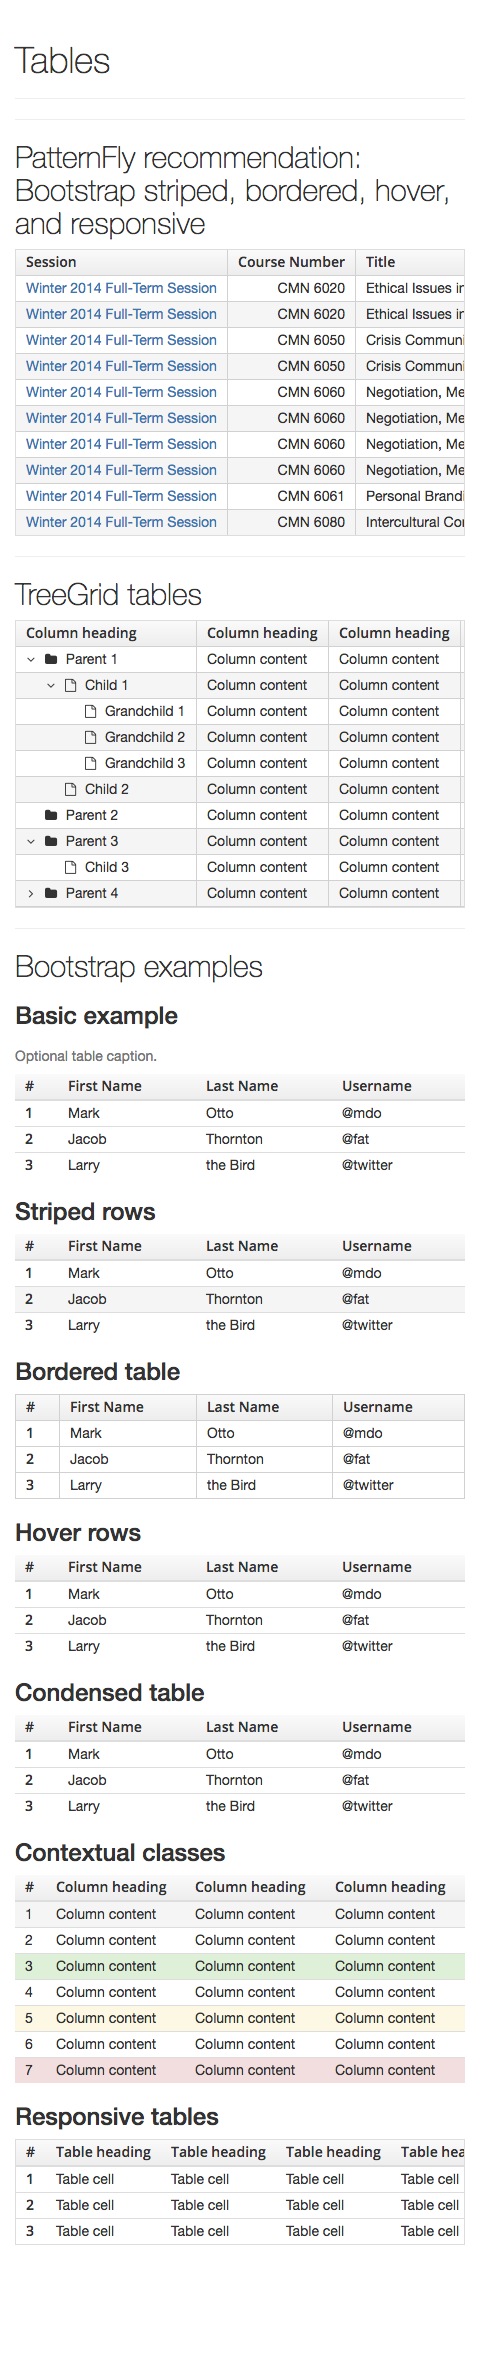 Tables
PatternFly recommendation:
Bootstrap striped, bordered, hover,
and responsive
Session Course Number Title
Winter 2014 Full-Term Session CMN 6020 Ethical Issues in
Winter 2014 Full-Term Session CMN 6020 Ethical Issues in
Winter 2014 Full-Term Session CMN 6050 Crisis Communi
Winter 2014 Full-Term Session CMN 6050 Crisis Communi
Winter 2014 Full-Term Session CMN 6060 Negotiation, Me
Winter 2014 Full-Term Session CMN 6060 Negotiation, Me
Winter 2014 Full-Term Session CMN 6060 Negotiation, Me
Winter 2014 Full-Term Session CMN 6060 Negotiation, Me
Winter 2014 Full-Term Session CMN 6061 Personal Brandi
Winter 2014 Full-Term Session CMN 6080 Intercultural Co
TreeGrid tables
Column heading Column heading Column heading
Parent 1 Column content Column content
Child 1 Column content Column content
Grandchild 1 Column content Column content
Grandchild 2 Column content Column content
Grandchild 3 Column content Column content
Child 2 Column content Column content
Parent 2 Column content Column content
Parent 3 Column content Column content
Child 3 Column content Column content
Parent 4 Column content Column content
Bootstrap examples
Basic example
Optional table caption.
# First Name Last Name Username
1 Mark Otto @mdo
2 Jacob Thornton @fat
3 Larry the Bird @twitter
Striped rows
# First Name Last Name Username
1 Mark Otto @mdo
2 Jacob Thornton @fat
3 Larry the Bird @twitter
Bordered table
# First Name Last Name Username
1 Mark Otto @mdo
2 Jacob Thornton @fat
3 Larry the Bird @twitter
Hover rows
# First Name Last Name Username
1 Mark Otto @mdo
2 Jacob Thornton @fat
3 Larry the Bird @twitter
Condensed table
# First Name Last Name Username
1 Mark Otto @mdo
2 Jacob Thornton @fat
3 Larry the Bird @twitter
Contextual classes
# Column heading Column heading Column heading
1 Column content Column content Column content
2 Column content Column content Column content
3 Column content Column content Column content
4 Column content Column content Column content
5 Column content Column content Column content
6 Column content Column content Column content
7 Column content Column content Column content
Responsive tables
# Table heading Table heading Table heading Table hea
1 Table cell Table cell Table cell Table cell
2 Table cell Table cell Table cell Table cell
3 Table cell Table cell Table cell Table cell